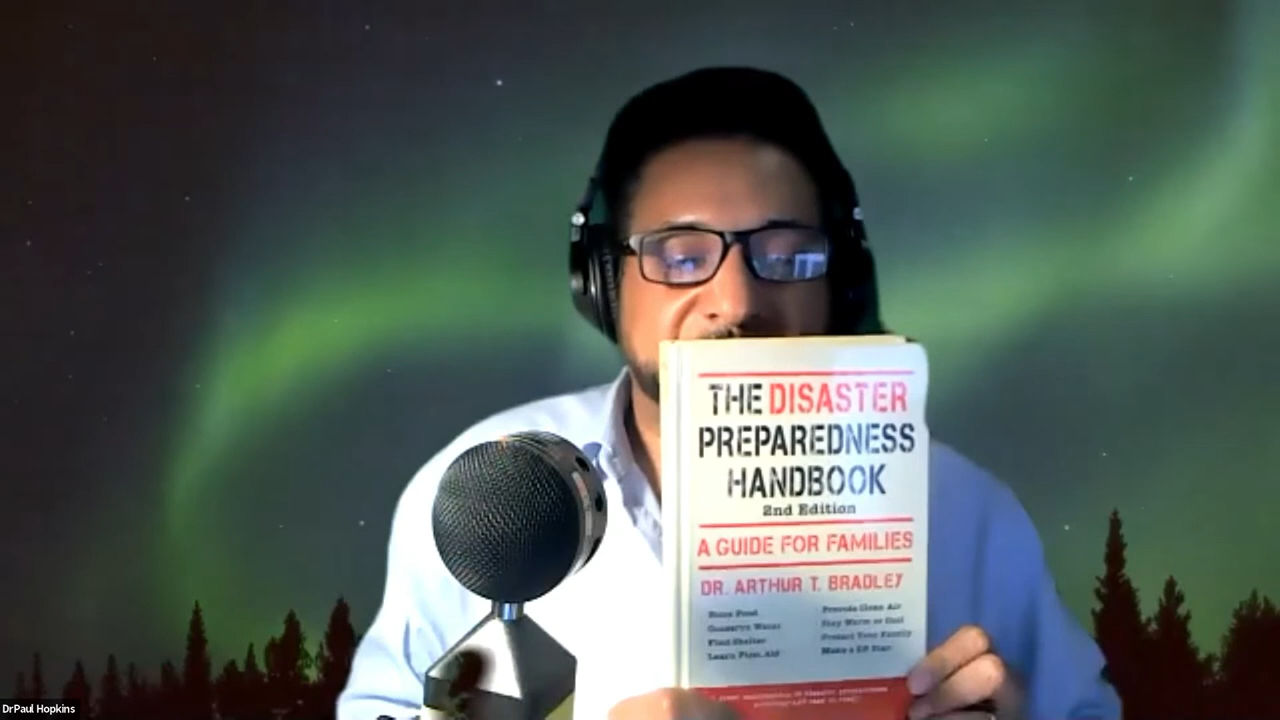 THE DISASTER
PREPAREDNESS
HANDBOOK
2nd Edition
A GUIDE FOR FAMILIES
DR. ARTHUR T. BRADLEY
Store Food
Conserve Water
Find Shelter
Learn First Aid
Provide Clean Air
Stay Warm or Cool
Protect Your Family
Make a DP Plan
DrPaul Hopkins